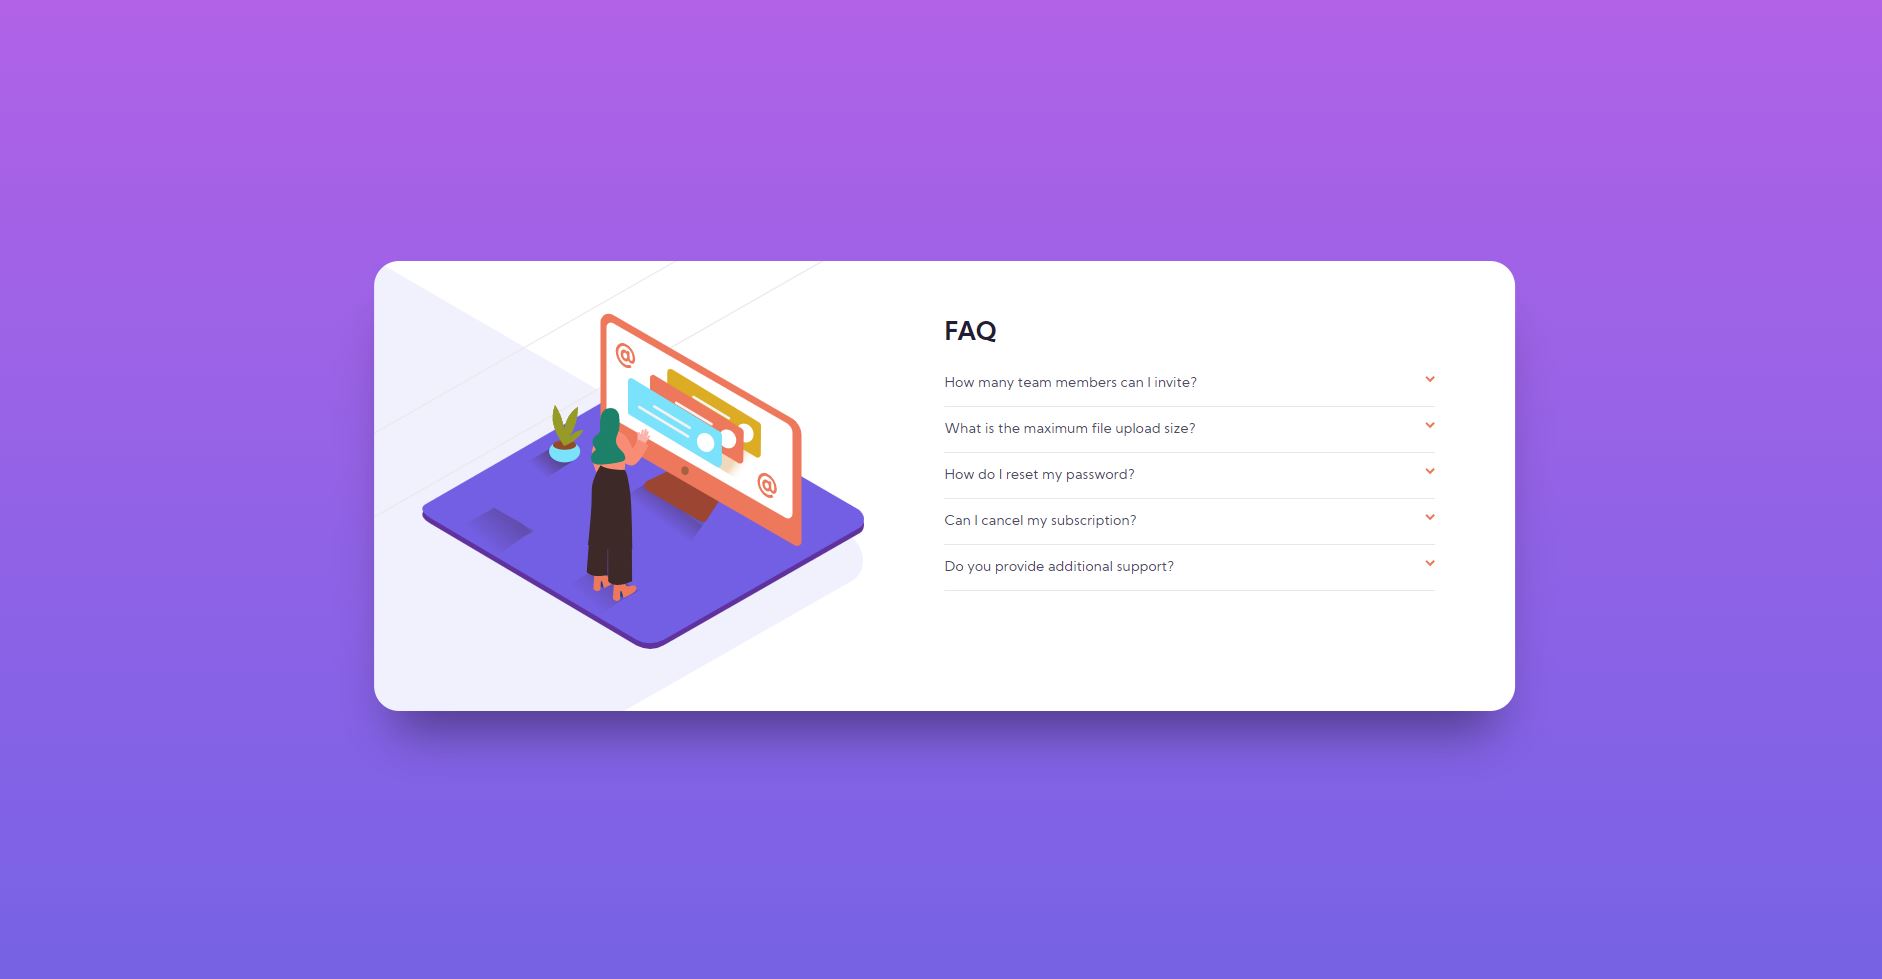 @
@
FAQ
How many team members can I invite?
What is the maximum file upload size?
How do I reset my password?
Can I cancel my subscription?
Do you provide additional support?